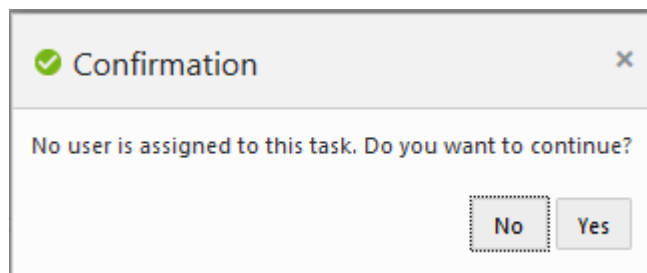 Confirmation
No user is assigned to this task. Do you want to continue?
No Yes